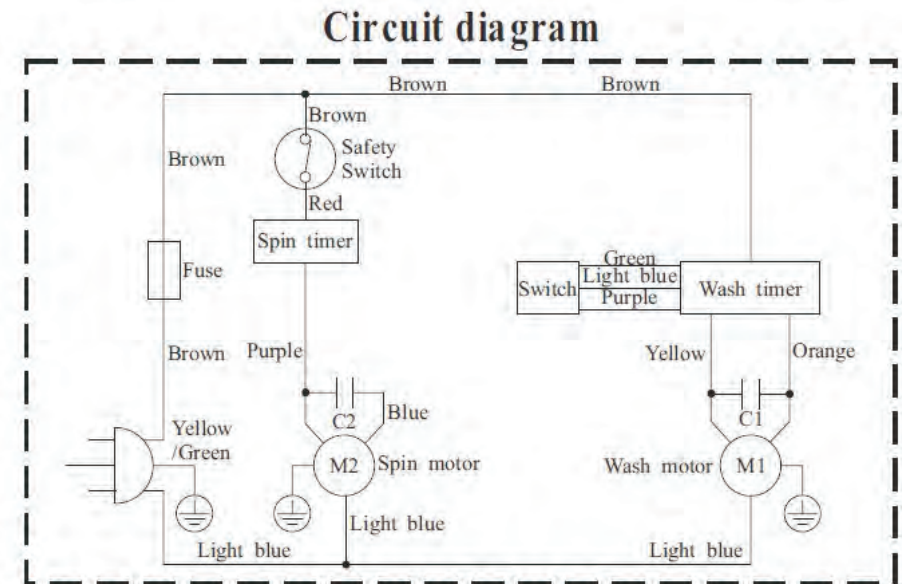 Circuit diagram
Brown
Brown
Brown
Brown
Safety
Switch
Red
Spin timer
Fuse
Green
Light blue
Purple
Switch
Wash timer
Brown
Purple
Yellow
Orange
C2
Blue
C1
Yellow
/Green
M2
Spin motor
Wash motor
M1
Light blue
Light blue
Light blue